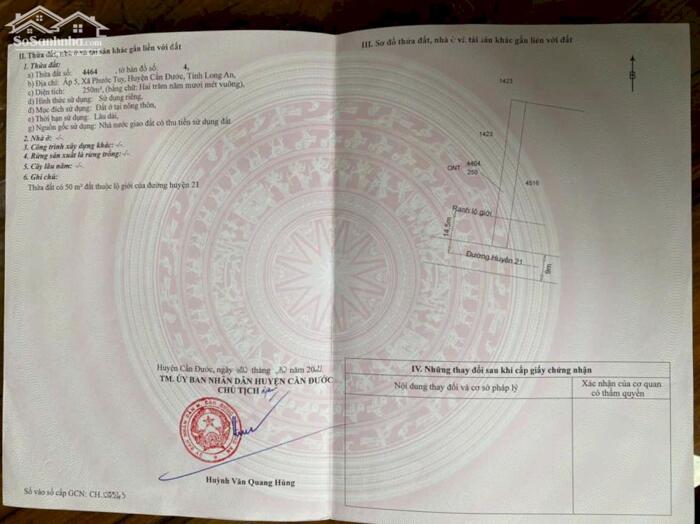 SoSanhnha.com
II. Thửa đất, nhà ở và tài sản khác gắn liền với đất
1. Thửa đất:
a) Thửa đất số: 4464 , tờ bản đồ số: 4,
b) Địa chỉ: Ấp 5, Xã Phước Tuy, Huyện Cần Đước, Tỉnh Long An,
c) Diện tích: 250m², (bằng chữ: Hai trăm năm mươi mét vuông),
d) Hình thức sử dụng: Sử dụng riêng,
đ) Mục đích sử dụng: Đất ở tại nông thôn,
e) Thời hạn sử dụng: Lâu dài,
g) Nguồn gốc sử dụng: Nhà nước giao đất có thu tiền sử dụng đất.
2. Nhà ở: -/-
3. Công trình xây dựng khác: -/-
4. Rừng sản xuất là rừng trồng: -/-
5. Cây lâu năm: -/-
6. Ghi chú:
Thửa đất có 50 m² đất thuộc lộ giới của đường huyện 21
Huyện Cần Đước, ngày tháng năm
TM. ỦY BAN NHÂN DÂN HUYỆN CẦN ĐƯỚC
CHỦ TỊCH
Huỳnh Văn Quang Hùng
Số vào sổ cấp GCN: CH
III. Sơ đồ thửa đất, nhà ở và tài sản khác gắn liền với đất
B
1423
1423
ONT 4464
250
4516
Ranh lộ giới
14,5m
Đường Huyện 21
9m
IV. Những thay đổi sau khi cấp giấy chứng nhận
Nội dung thay đổi và cơ sở pháp lý
Xác nhận của cơ quan
có thẩm quyền